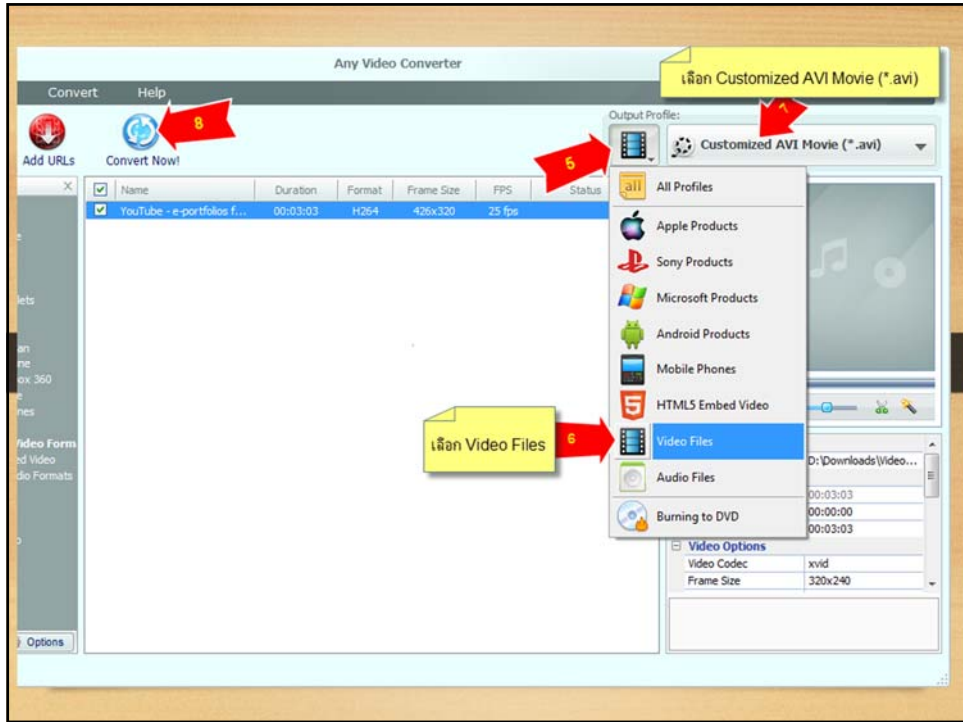 Any Video Converter
เลือก Customized AVI Movie (*.avi)
Convert Help
7
8
Output Profile:
Add URLs
Convert Now!
5
Customized AVI Movie (*.avi)
X
Name Duration Format Frame Size FPS Status
all All Profiles
YouTube - e-portfolios f... 00:03:03 H264 426x320 25 fps
Apple Products
Sony Products
lets
Microsoft Products
Android Products
an
ne
ox 360
Mobile Phones
e
nes
HTML5 Embed Video
5
เลือก Video Files
6
Video Files
Video Form
ed Video
D:\Downloads\Video...
dio Formats
Audio Files
00:03:03
00:00:00
Burning to DVD
00:03:03
Video Options
Video Codec xvid
Frame Size 320x240
Options